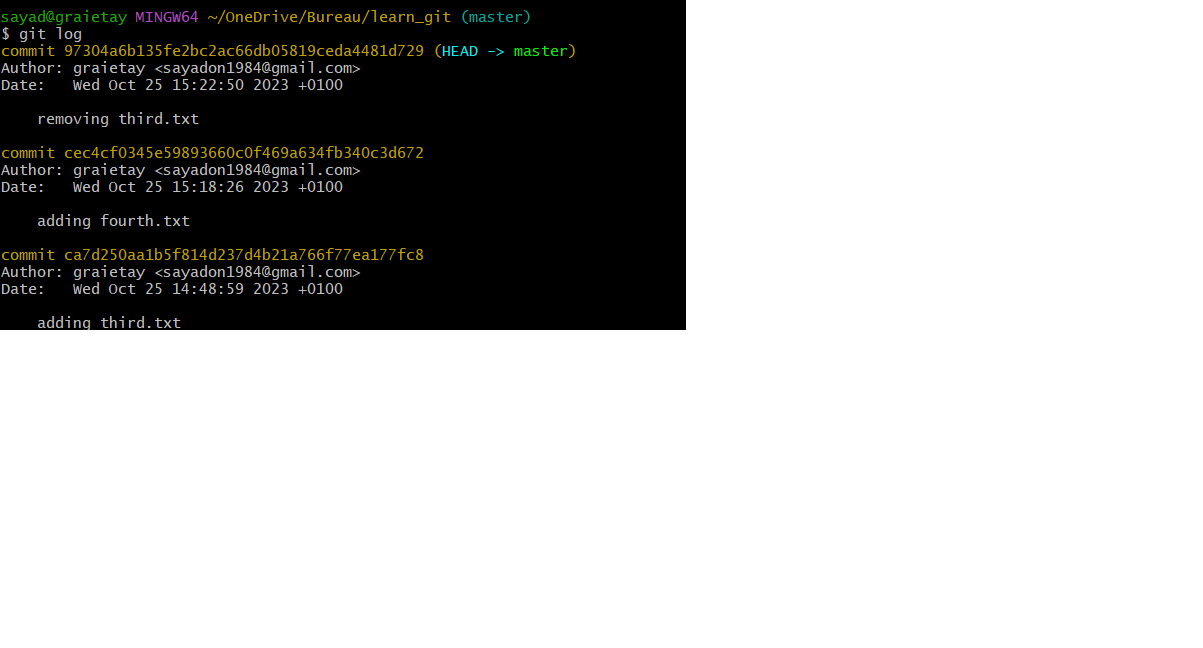 sayad@graietay MINGW64 ~/OneDrive/Bureau/learn_git (master)
$ git log
commit 97304a6b135fe2bc2ac66db05819ceda4481d729 (HEAD -> master)
Author: graietay <sayadon1984@gmail.com>
Date:   Wed Oct 25 15:22:50 2023 +0100
    removing third.txt
commit cec4cf0345e59893660c0f469a634fb340c3d672
Author: graietay <sayadon1984@gmail.com>
Date:   Wed Oct 25 15:18:26 2023 +0100
    adding fourth.txt
commit ca7d250aa1b5f814d237d4b21a766f77ea177fc8
Author: graietay <sayadon1984@gmail.com>
Date:   Wed Oct 25 14:48:59 2023 +0100
    adding third.txt